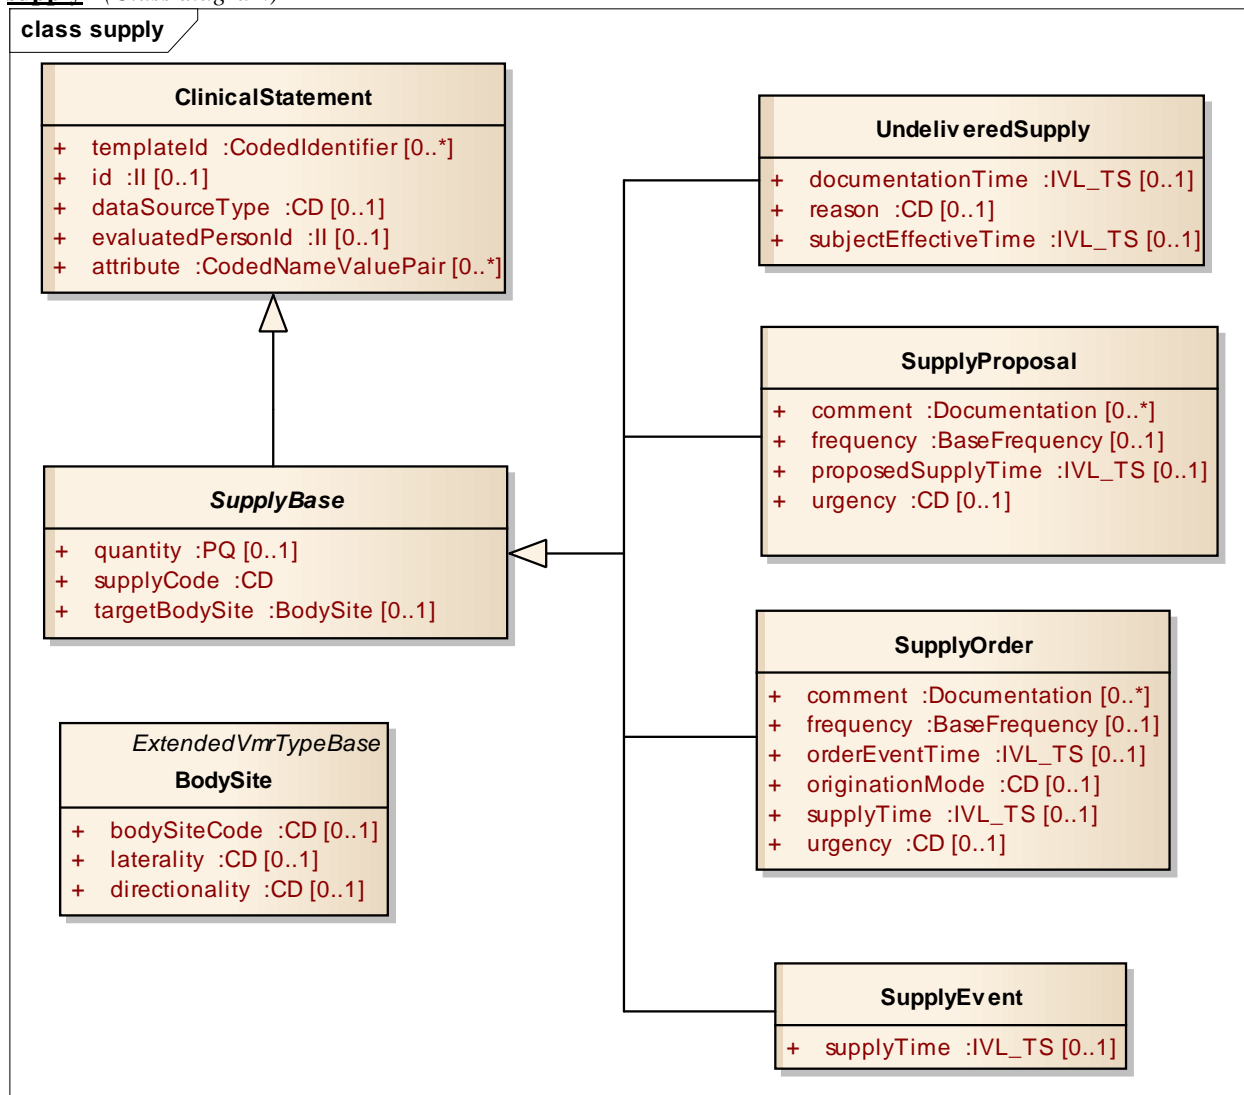 class supply
ClinicalStatement
+ templateId :CodedIdentifier [0..*]
+ id :II [0..1]
+ dataSourceType :CD [0..1]
+ evaluatedPersonId :II [0..1]
+ attribute :CodedNameValuePair [0..*]
UndeliveredSupply
+ documentationTime :IVL_TS [0..1]
+ reason :CD [0..1]
+ subjectEffectiveTime :IVL_TS [0..1]
SupplyProposal
+ comment :Documentation [0..*]
+ frequency :BaseFrequency [0..1]
+ proposedSupplyTime :IVL_TS [0..1]
+ urgency :CD [0..1]
SupplyBase
+ quantity :PQ [0..1]
+ supplyCode :CD
+ targetBodySite :BodySite [0..1]
SupplyOrder
+ comment :Documentation [0..*]
+ frequency :BaseFrequency [0..1]
+ orderEventTime :IVL_TS [0..1]
+ originationMode :CD [0..1]
+ supplyTime :IVL_TS [0..1]
+ urgency :CD [0..1]
ExtendedVmrTypeBase
BodySite
+ bodySiteCode :CD [0..1]
+ laterality :CD [0..1]
+ directionality :CD [0..1]
SupplyEvent
+ supplyTime :IVL_TS [0..1]